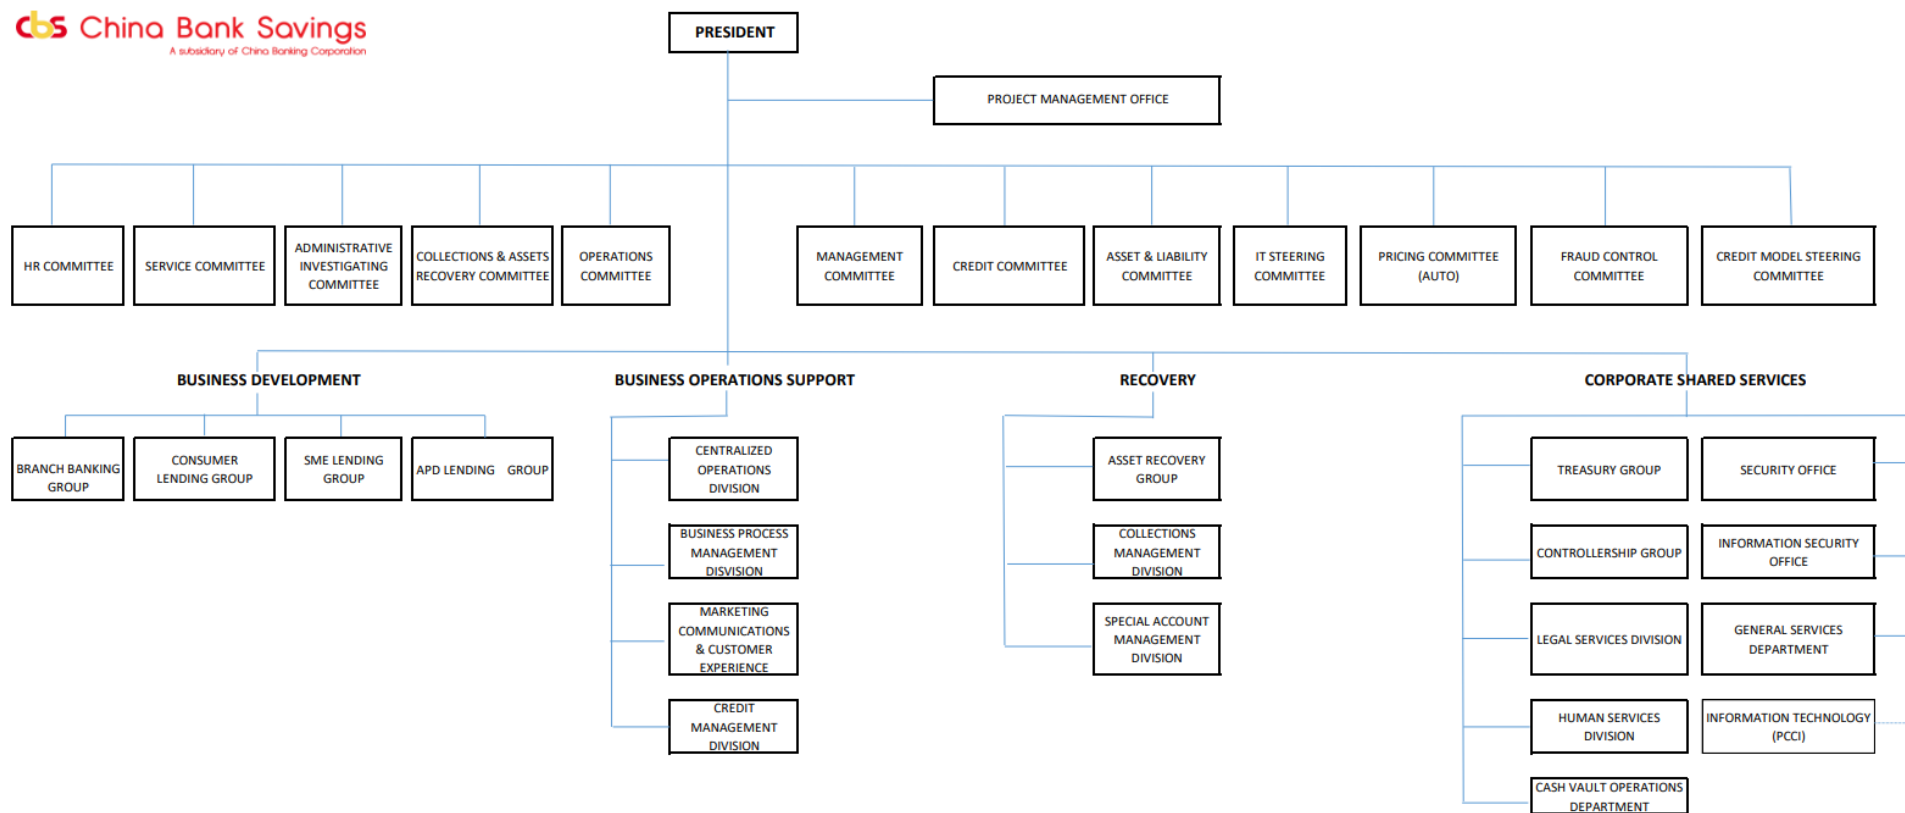 cbs China Bank Savings
A subsidiary of China Banking Corporation
PRESIDENT
PROJECT MANAGEMENT OFFICE
HR COMMITTEE
SERVICE COMMITTEE
ADMINISTRATIVE
INVESTIGATING
COMMITTEE
COLLECTIONS & ASSETS
RECOVERY COMMITTEE
OPERATIONS
COMMITTEE
MANAGEMENT
COMMITTEE
CREDIT COMMITTEE
ASSET & LIABILITY
COMMITTEE
IT STEERING
COMMITTEE
PRICING COMMITTEE
(AUTO)
FRAUD CONTROL
COMMITTEE
CREDIT MODEL STEERING
COMMITTEE
BUSINESS DEVELOPMENT
BRANCH BANKING
GROUP
CONSUMER
LENDING GROUP
SME LENDING
GROUP
APD LENDING GROUP
BUSINESS OPERATIONS SUPPORT
CENTRALIZED
OPERATIONS
DIVISION
BUSINESS PROCESS
MANAGEMENT
DISVISION
MARKETING
COMMUNICATIONS
& CUSTOMER
EXPERIENCE
CREDIT
MANAGEMENT
DIVISION
RECOVERY
ASSET RECOVERY
GROUP
COLLECTIONS
MANAGEMENT
DIVISION
SPECIAL ACCOUNT
MANAGEMENT
DIVISION
CORPORATE SHARED SERVICES
TREASURY GROUP
CONTROLLERSHIP GROUP
LEGAL SERVICES DIVISION
HUMAN SERVICES
DIVISION
CASH VAULT OPERATIONS
DEPARTMENT
SECURITY OFFICE
INFORMATION SECURITY
OFFICE
GENERAL SERVICES
DEPARTMENT
INFORMATION TECHNOLOGY
(PCCI)